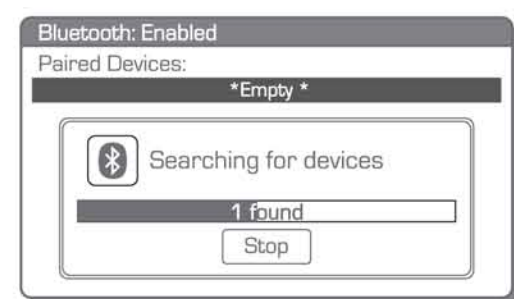 Bluetooth: Enabled
Paired Devices:
*Empty *
Searching for devices
1 found
Stop